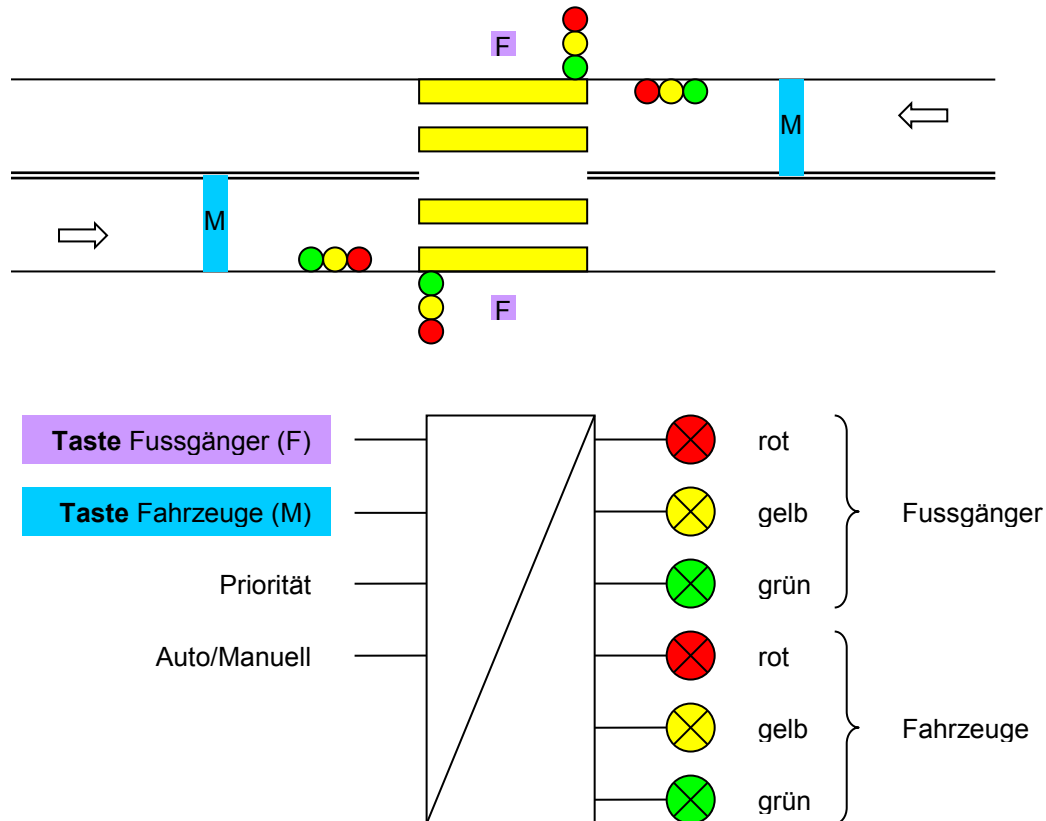 F
M
M
F
Taste Fussgänger (F)
rot
Taste Fahrzeuge (M)
gelb
Fussgänger
Priorität
grün
Auto/Manuell
rot
gelb
Fahrzeuge
grün